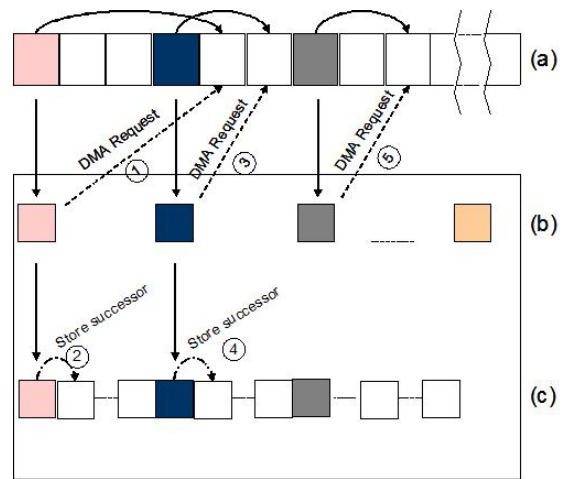 (a)
DMA Request
1
DMA Request
3
DMA Request
5
(b)
Store successor
2
Store successor
4
(c)